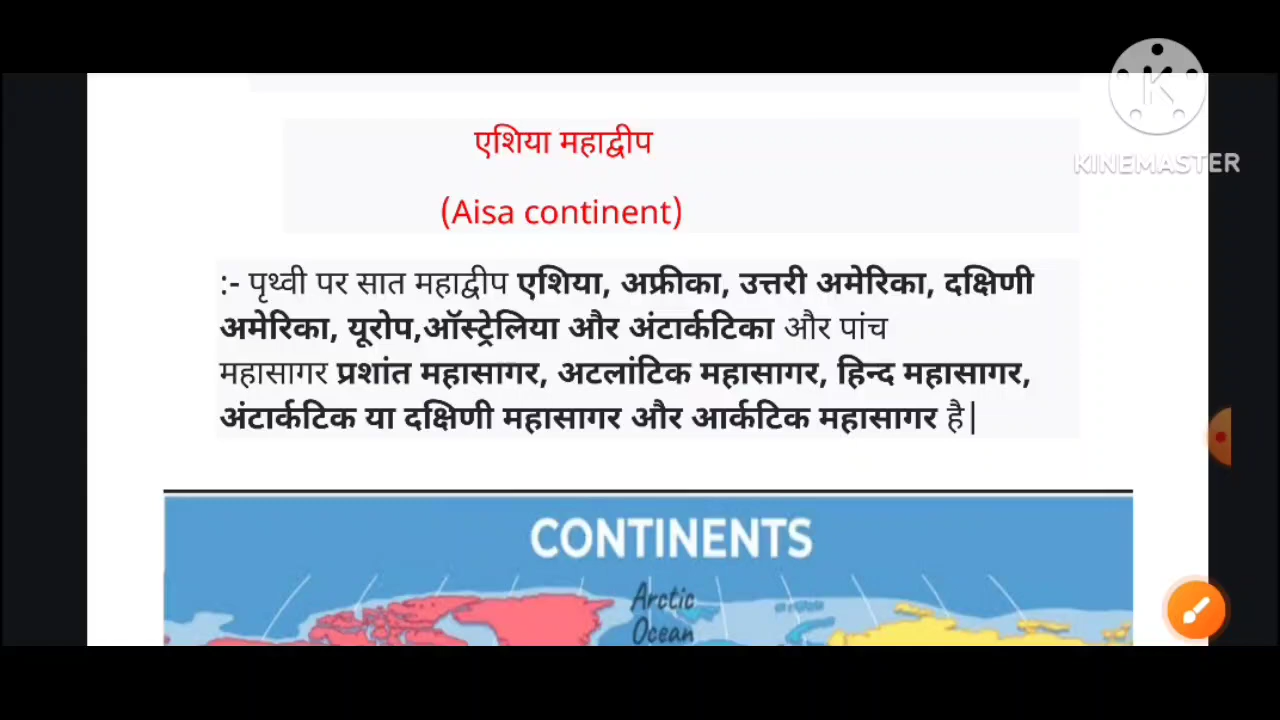 एशिया महाद्वीप
(Aisa continent)
:- पृथ्वी पर सात महाद्वीप एशिया, अफ्रीका, उत्तरी अमेरिका, दक्षिणी
अमेरिका, यूरोप,ऑस्ट्रेलिया और अंटार्कटिका और पांच
महासागर प्रशांत महासागर, अटलांटिक महासागर, हिन्द महासागर,
अंटार्कटिक या दक्षिणी महासागर और आर्कटिक महासागर है|
CONTINENTS
Arctic
Ocean
K
KINEMASTER